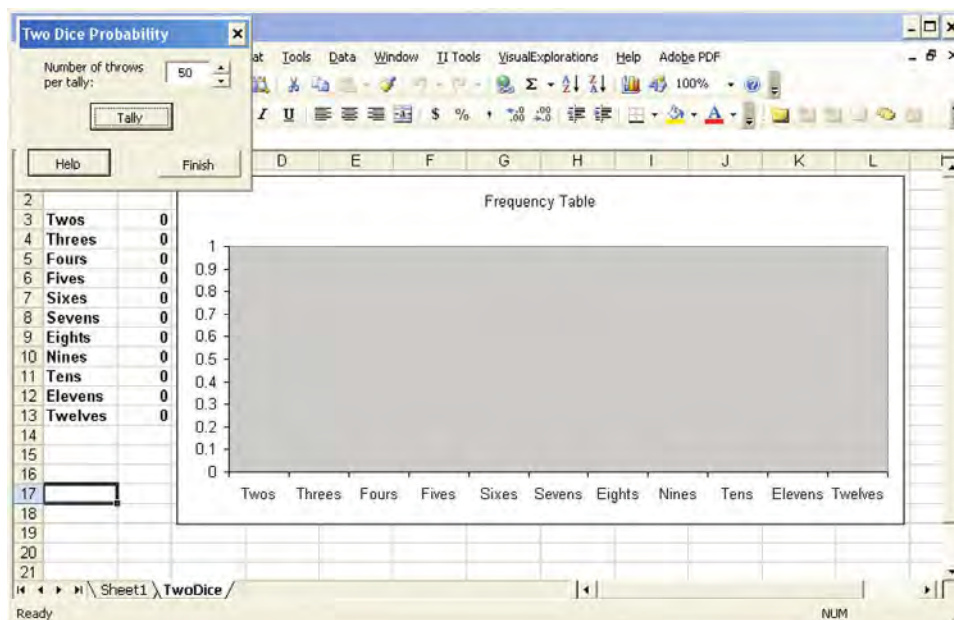 Two Dice Probability
at Tools Data Window TI Tools VisualExplorations Help Adobe PDF
Number of throws per tally: 50
100%
Tally
I U $ % ,
Help Finish
D E F G H I J K L
Frequency Table
2
3 Twos 0
4 Threes 0
5 Fours 0
6 Fives 0
7 Sixes 0
8 Sevens 0
9 Eights 0
10 Nines 0
11 Tens 0
12 Elevens 0
13 Twelves 0
14
15
16
17
18
19
20
21
1
0.9
0.8
0.7
0.6
0.5
0.4
0.3
0.2
0.1
0
Twos Threes Fours Fives Sixes Sevens Eights Nines Tens Elevens Twelves
Sheet1 TwoDice
Ready NUM